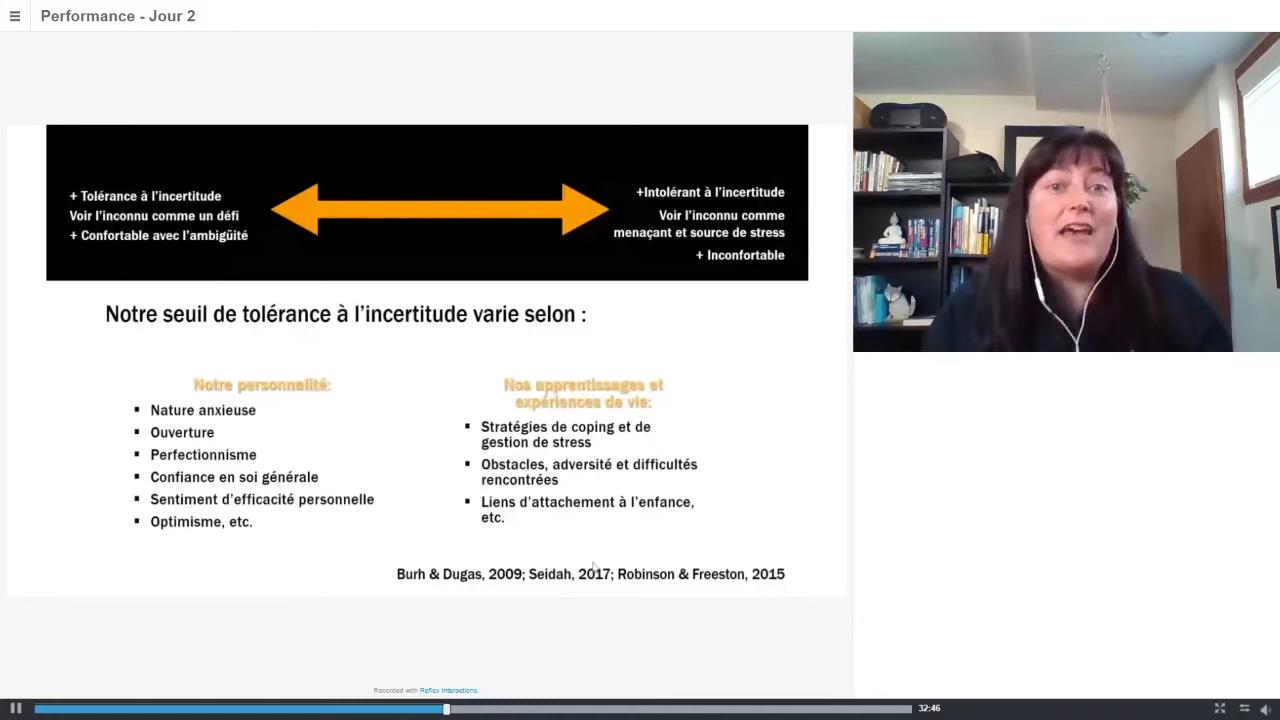 Performance - Jour 2
+ Tolérance à l'incertitude
Voir l'inconnu comme un défi
+ Confortable avec l'ambigüité
+Intolérant à l'incertitude
Voir l'inconnu comme
menaçant et source de stress
+ Inconfortable
Notre seuil de tolérance à l'incertitude varie selon :
Notre personnalité:
▪ Nature anxieuse
▪ Ouverture
▪ Perfectionnisme
▪ Confiance en soi générale
▪ Sentiment d'efficacité personnelle
▪ Optimisme, etc.
Nos apprentissages et
expériences de vie:
▪ Stratégies de coping et de
gestion de stress
▪ Obstacles, adversité et difficultés
rencontrées
▪ Liens d'attachement à l'enfance,
etc.
Burh & Dugas, 2009; Seidah, 2017; Robinson & Freeston, 2015
Recorded with Reflex Interactions.
32:46